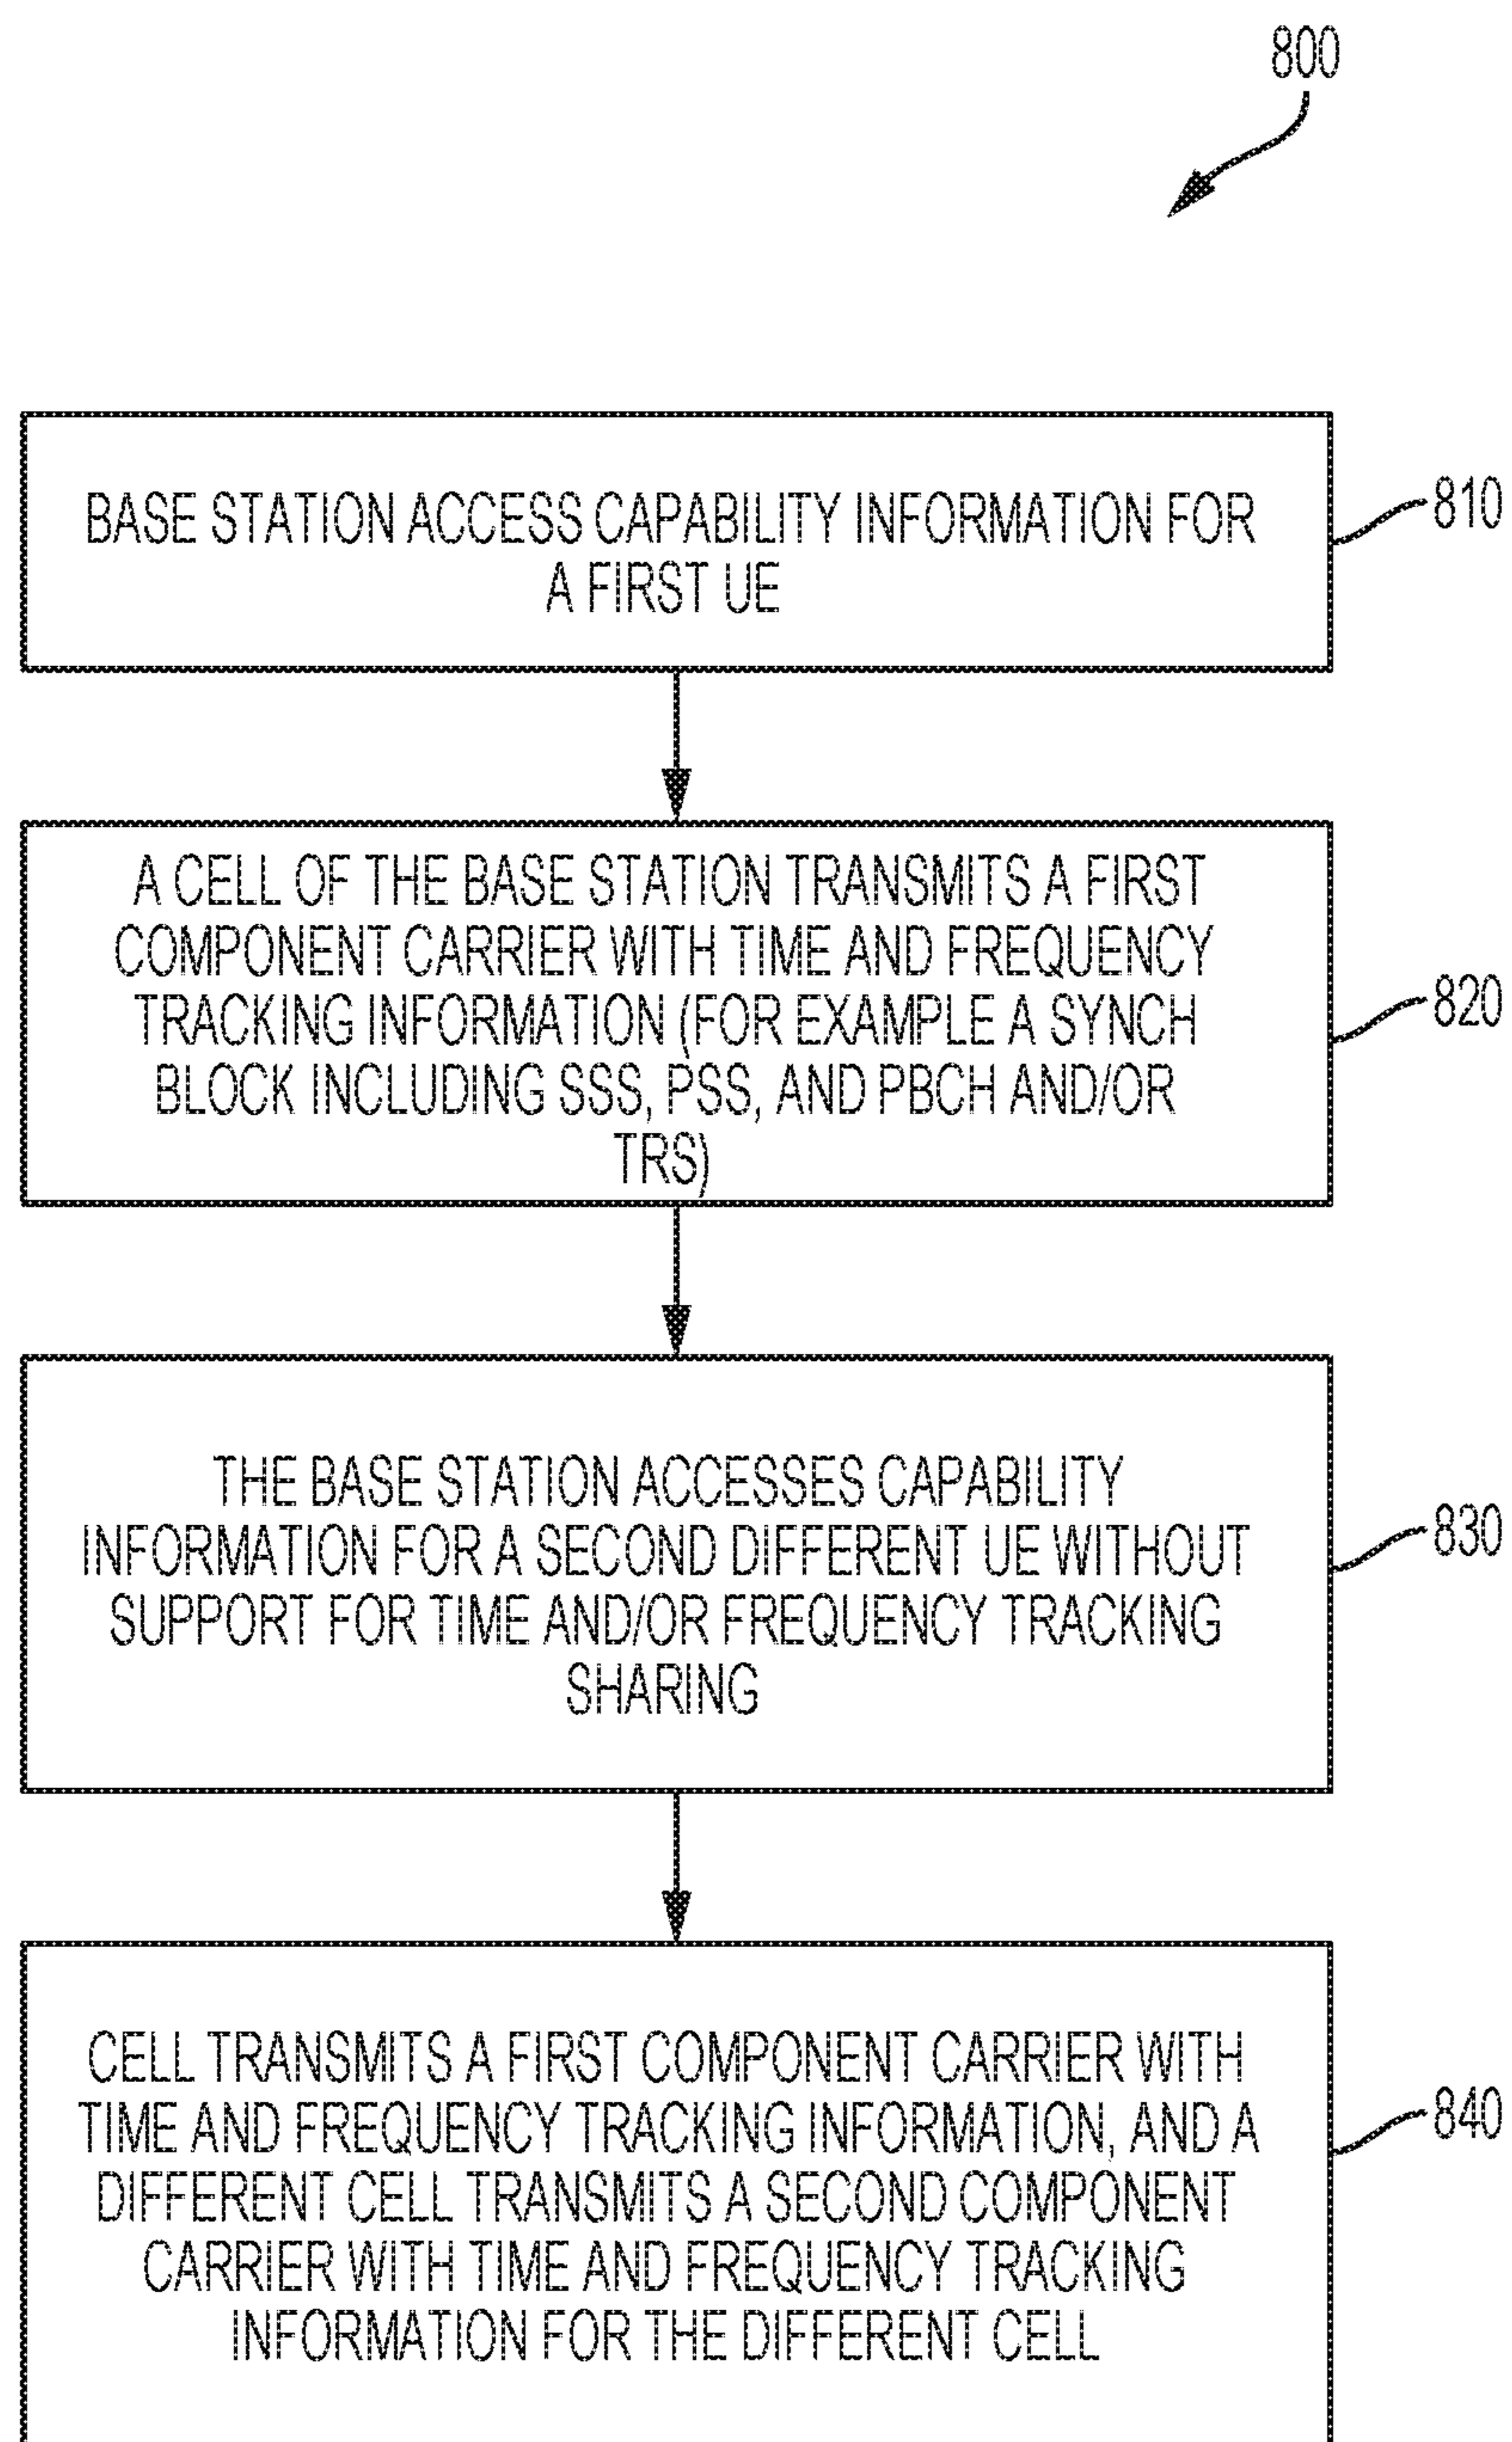 800
BASE STATION ACCESS CAPABILITY INFORMATION FOR
A FIRST UE
810
A CELL OF THE BASE STATION TRANSMITS A FIRST
COMPONENT CARRIER WITH TIME AND FREQUENCY
TRACKING INFORMATION (FOR EXAMPLE A SYNCH
BLOCK INCLUDING SSS, PSS, AND PBCH AND/OR
TRS)
820
THE BASE STATION ACCESSES CAPABILITY
INFORMATION FOR A SECOND DIFFERENT UE WITHOUT
SUPPORT FOR TIME AND/OR FREQUENCY TRACKING
SHARING
830
CELL TRANSMITS A FIRST COMPONENT CARRIER WITH
TIME AND FREQUENCY TRACKING INFORMATION, AND A
DIFFERENT CELL TRANSMITS A SECOND COMPONENT
CARRIER WITH TIME AND FREQUENCY TRACKING
INFORMATION FOR THE DIFFERENT CELL
840